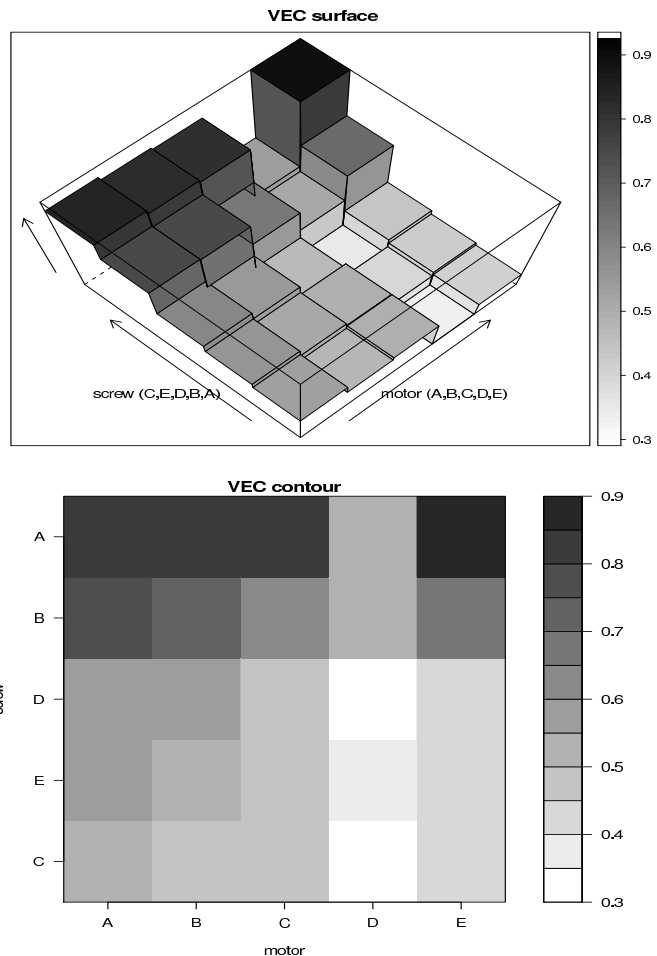 VEC surface
screw (C,E,D,B,A)
motor (A,B,C,D,E)
0.9
0.8
0.7
0.6
0.5
0.4
0.3
VEC contour
A
B
D
E
C
A B C D E
motor
0.9
0.8
0.7
0.6
0.5
0.4
0.3